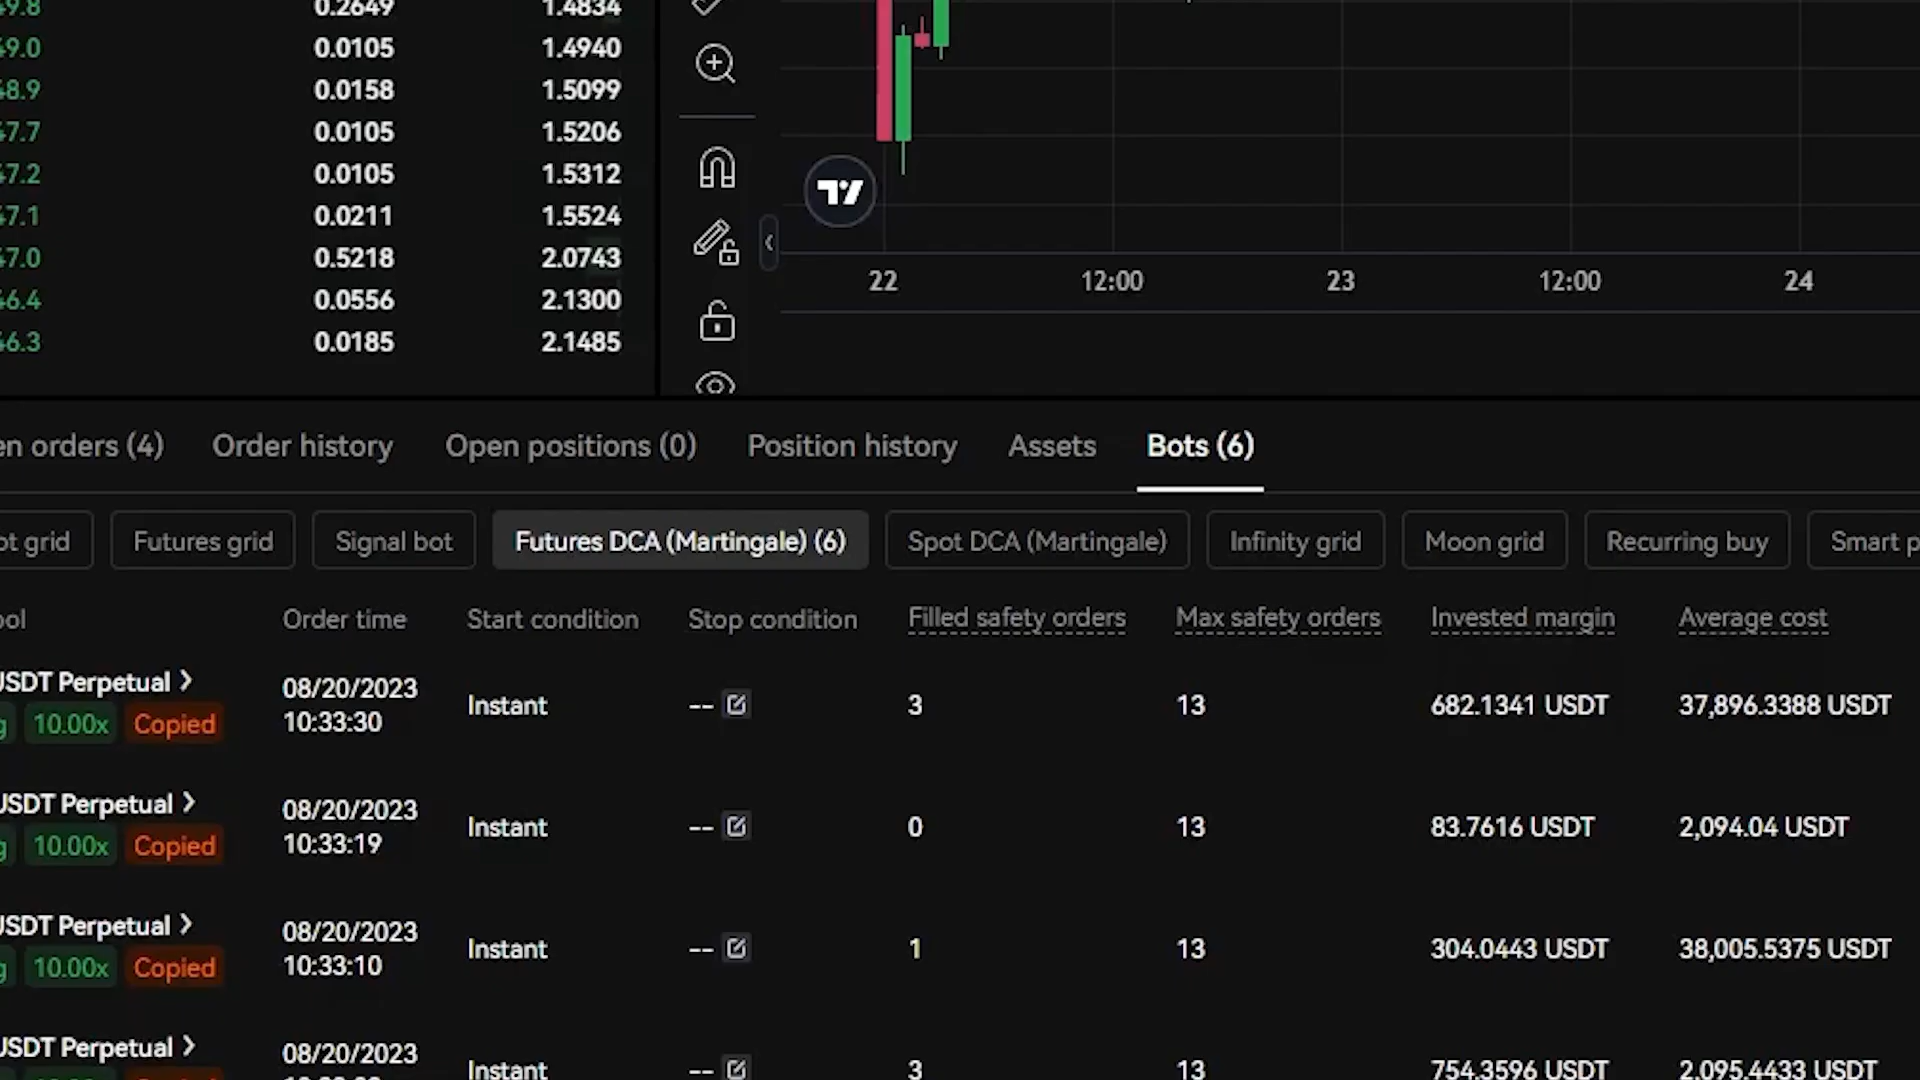 49.8 0.2649 1.4834
49.0 0.0105 1.4940
48.9 0.0158 1.5099
47.7 0.0105 1.5206
47.2 0.0105 1.5312
47.1 0.0211 1.5524
47.0 0.5218 2.0743
46.4 0.0556 2.1300
46.3 0.0185 2.1485
22 12:00 23 12:00 24
en orders (4) Order history Open positions (0) Position history Assets Bots (6)
ot grid Futures grid Signal bot Futures DCA (Martingale) (6) Spot DCA (Martingale) Infinity grid Moon grid Recurring buy Smart p
ool Order time Start condition Stop condition Filled safety orders Max safety orders Invested margin Average cost
USDT Perpetual >
g 10.00x Copied
08/20/2023
10:33:30
Instant -- 3 13 682.1341 USDT 37,896.3388 USDT
USDT Perpetual >
g 10.00x Copied
08/20/2023
10:33:19
Instant -- 0 13 83.7616 USDT 2,094.04 USDT
USDT Perpetual >
g 10.00x Copied
08/20/2023
10:33:10
Instant -- 1 13 304.0443 USDT 38,005.5375 USDT
USDT Perpetual >
08/20/2023
Instant -- 3 13 754.3596 USDT 2,095.4433 USDT